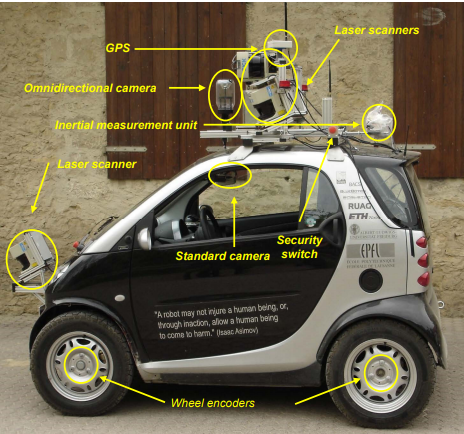 GPS
Laser scanners
Omnidirectional camera
Inertial measurement unit
Laser scanner
Standard camera
Security
switch
RUAG
ETH
EPFL
"A robot may not injure a human being, or,
through inaction, allow a human being
to come to harm." (Isaac Asimov)
Wheel encoders